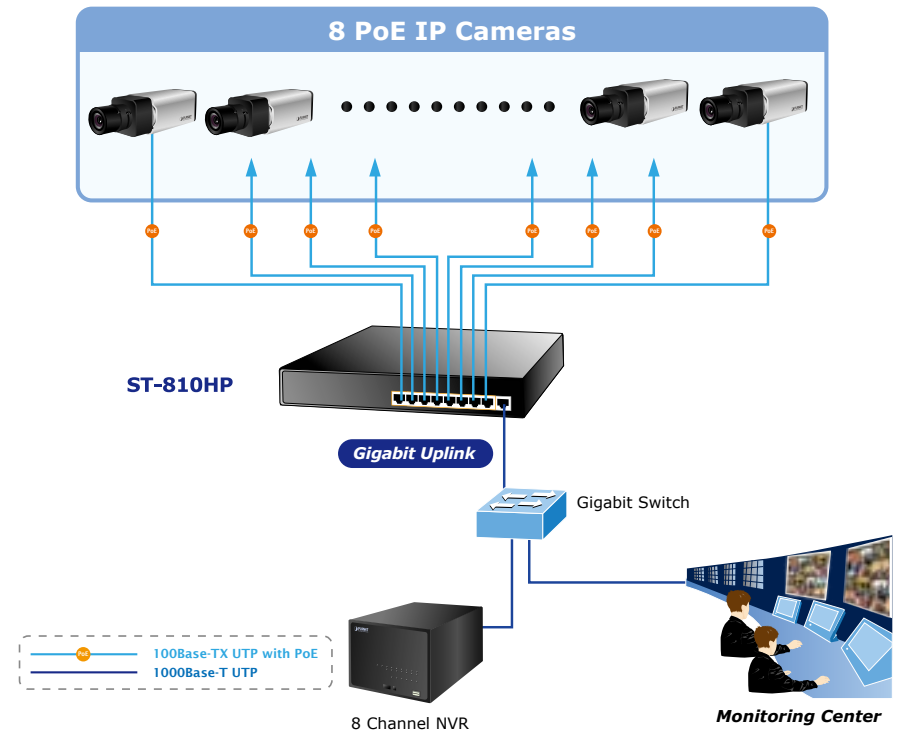 8 PoE IP Cameras
PoE
PoE
PoE
PoE
PoE
PoE
PoE
PoE
ST-810HP
Gigabit Uplink
Gigabit Switch
PoE
100Base-TX UTP with PoE
1000Base-T UTP
8 Channel NVR
Monitoring Center